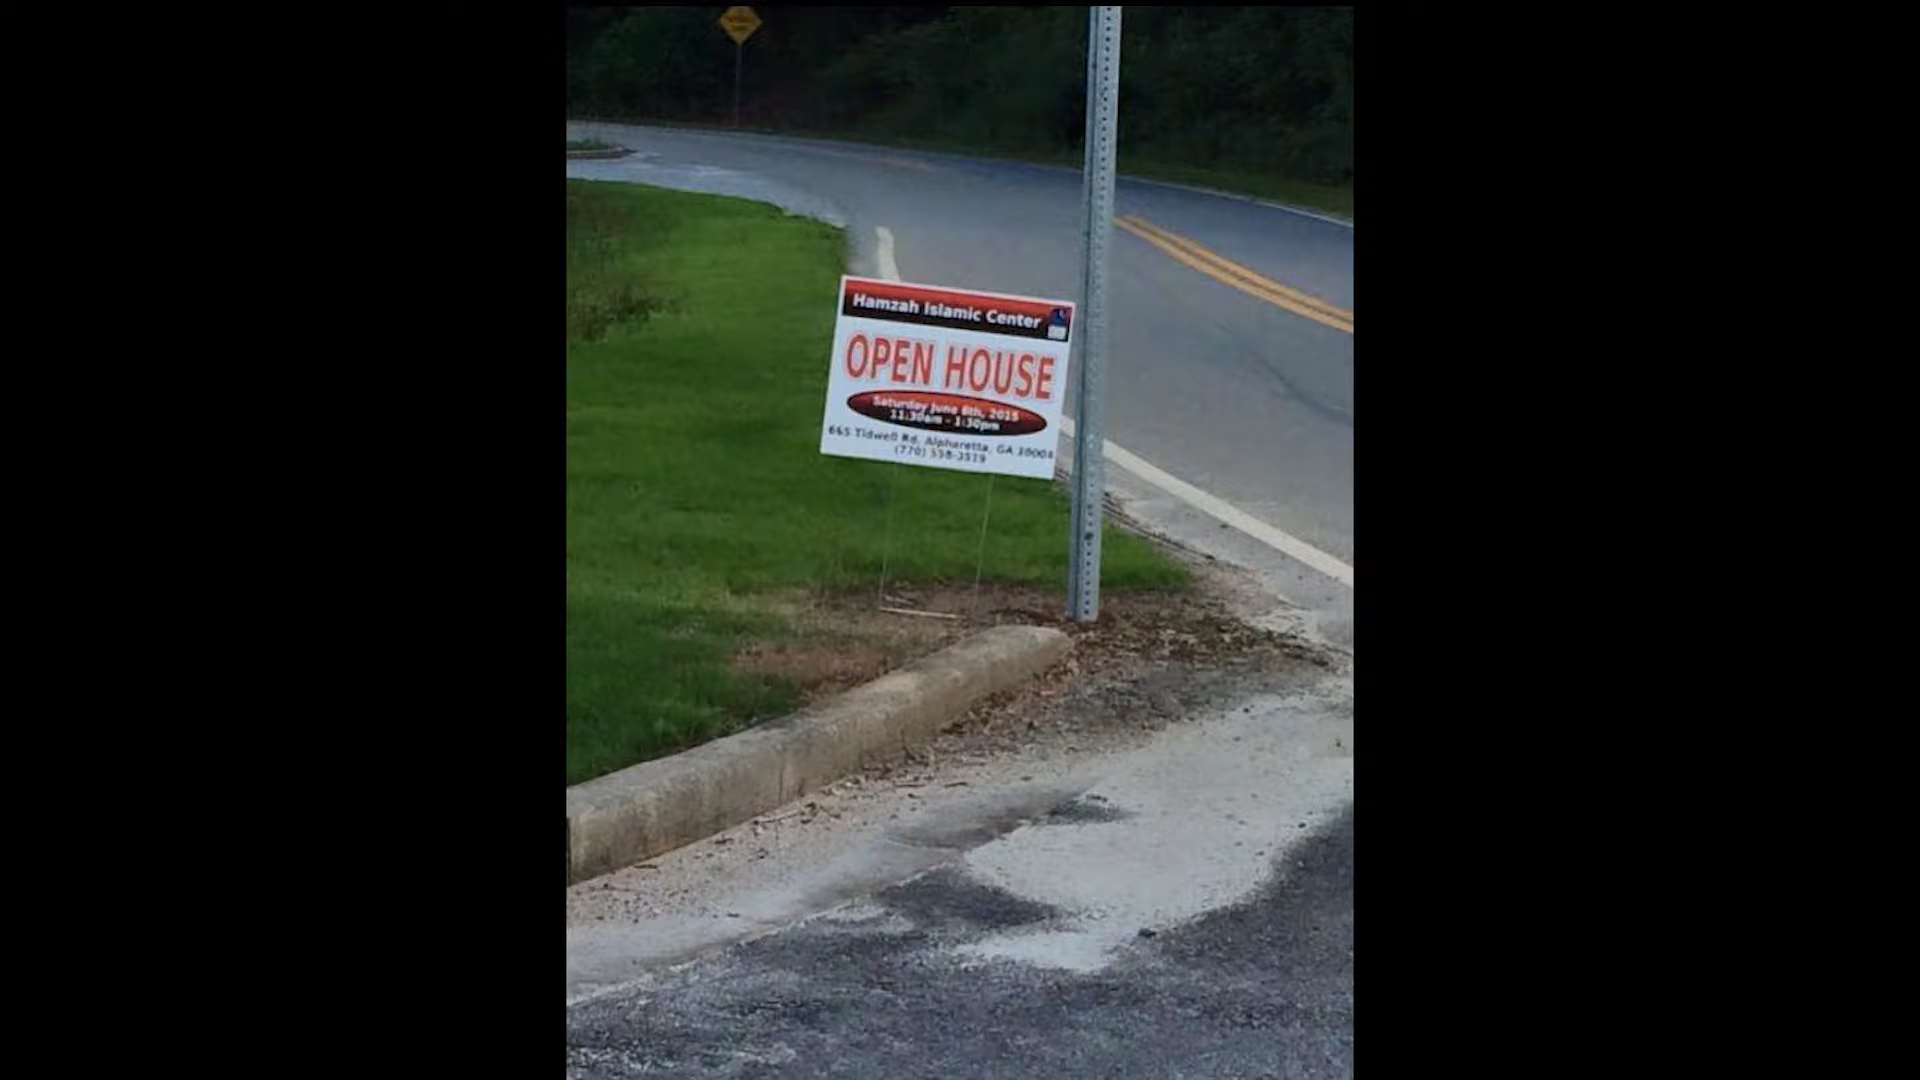 Hamzah Islamic Center
OPEN HOUSE
Saturday June 6th, 2015
11:30am - 1:30pm
665 Tidwell Rd, Alpharetta, GA 30004
(770) 558-3519